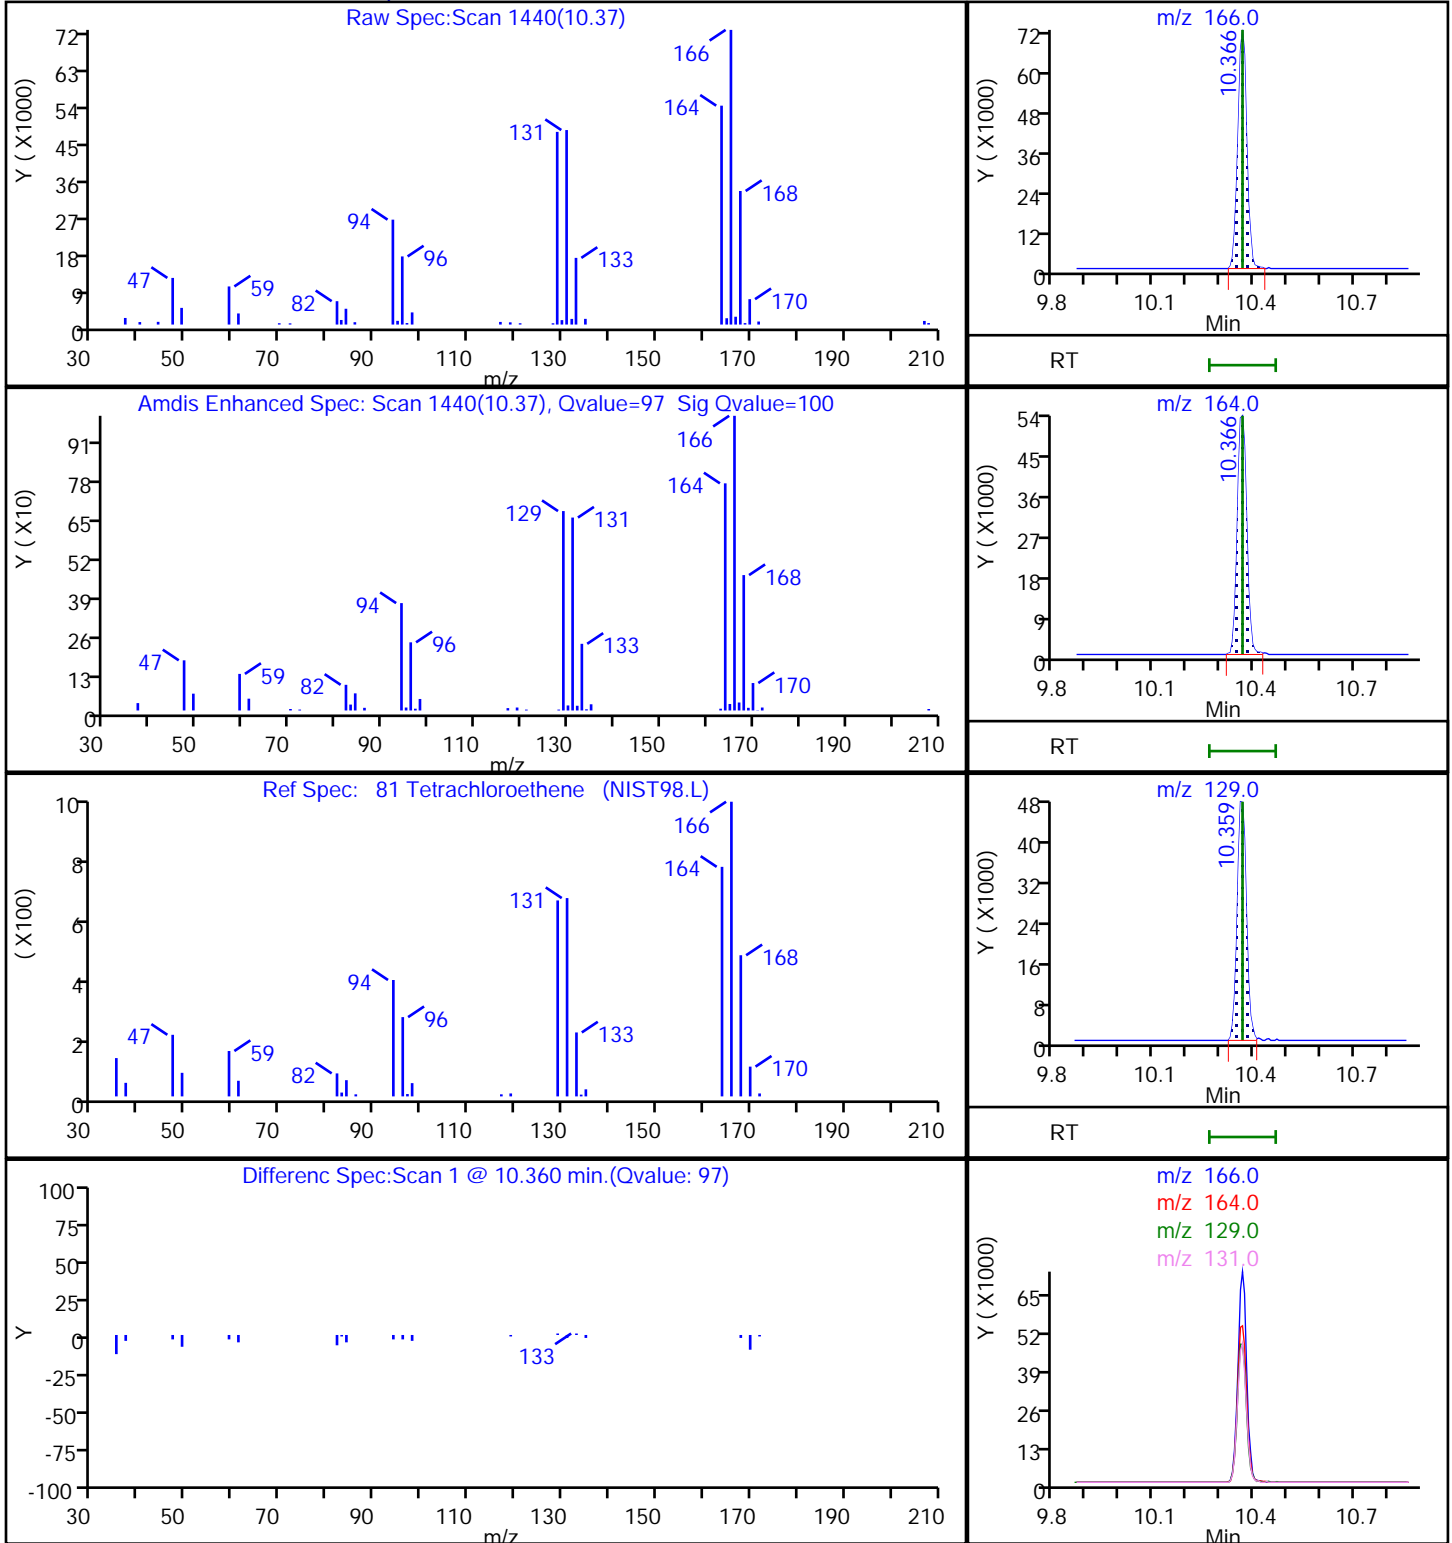 Raw Spec:Scan 1440(10.37)
Y ( X1000)
72
63
54
45
36
27
18
9
0
166
164
131
168
94
96
133
47
59
82
170
30 50 70 90 110 130 150 170 190 210
m/z
m/z 166.0
Y ( X1000)
72
60
48
36
24
12
0
10.366
9.8 10.1 10.4 10.7
Min
RT
Amdis Enhanced Spec: Scan 1440(10.37), Qvalue=97 Sig Qvalue=100
Y ( X10)
91
78
65
52
39
26
13
0
166
164
129
131
168
94
96
133
47
59
82
170
30 50 70 90 110 130 150 170 190 210
m/z
m/z 164.0
Y ( X1000)
54
45
36
27
18
9
0
10.366
9.8 10.1 10.4 10.7
Min
RT
Ref Spec: 81 Tetrachloroethene (NIST98.L)
( X100)
10
8
6
4
2
0
166
164
131
168
94
96
133
47
59
82
170
30 50 70 90 110 130 150 170 190 210
m/z 129.0
Y ( X1000)
48
40
32
24
16
8
0
10.359
9.8 10.1 10.4 10.7
Min
RT
Differenc Spec:Scan 1 @ 10.360 min.(Qvalue: 97)
Y
100
75
50
25
0
-25
-50
-75
-100
133
30 50 70 90 110 130 150 170 190 210
m/z
m/z 166.0
m/z 164.0
m/z 129.0
m/z 131.0
Y ( X1000)
65
52
39
26
13
0
9.8 10.1 10.4 10.7
Min